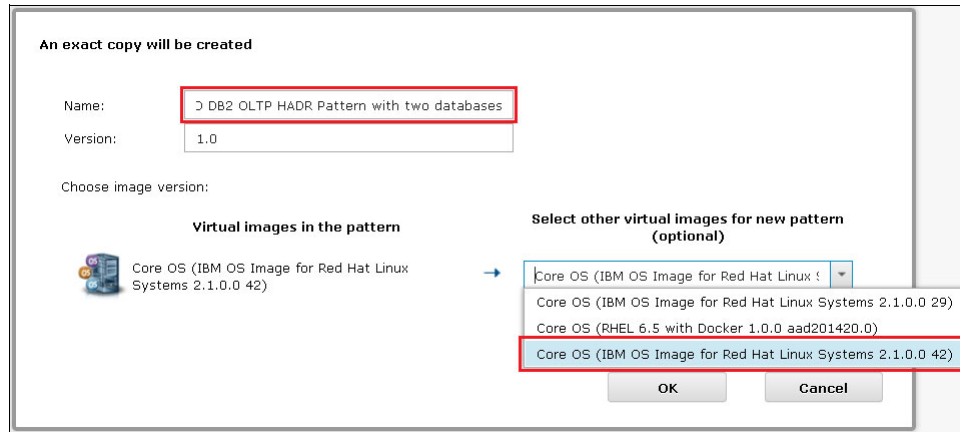 An exact copy will be created
Name:
DB2 OLTP HADR Pattern with two databases
Version:
1.0
Choose image version:
Virtual images in the pattern
Select other virtual images for new pattern
(optional)
OS
OS
OS
Core OS (IBM OS Image for Red Hat Linux
Systems 2.1.0.0 42)
Core OS (IBM OS Image for Red Hat Linux
Core OS (IBM OS Image for Red Hat Linux Systems 2.1.0.0 29)
Core OS (RHEL 6.5 with Docker 1.0.0 aad201420.0)
Core OS (IBM OS Image for Red Hat Linux Systems 2.1.0.0 42)
OK
Cancel